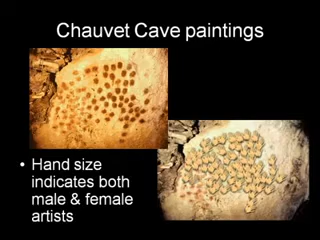 Chauvet Cave paintings
• Hand size
indicates both
male & female
artists